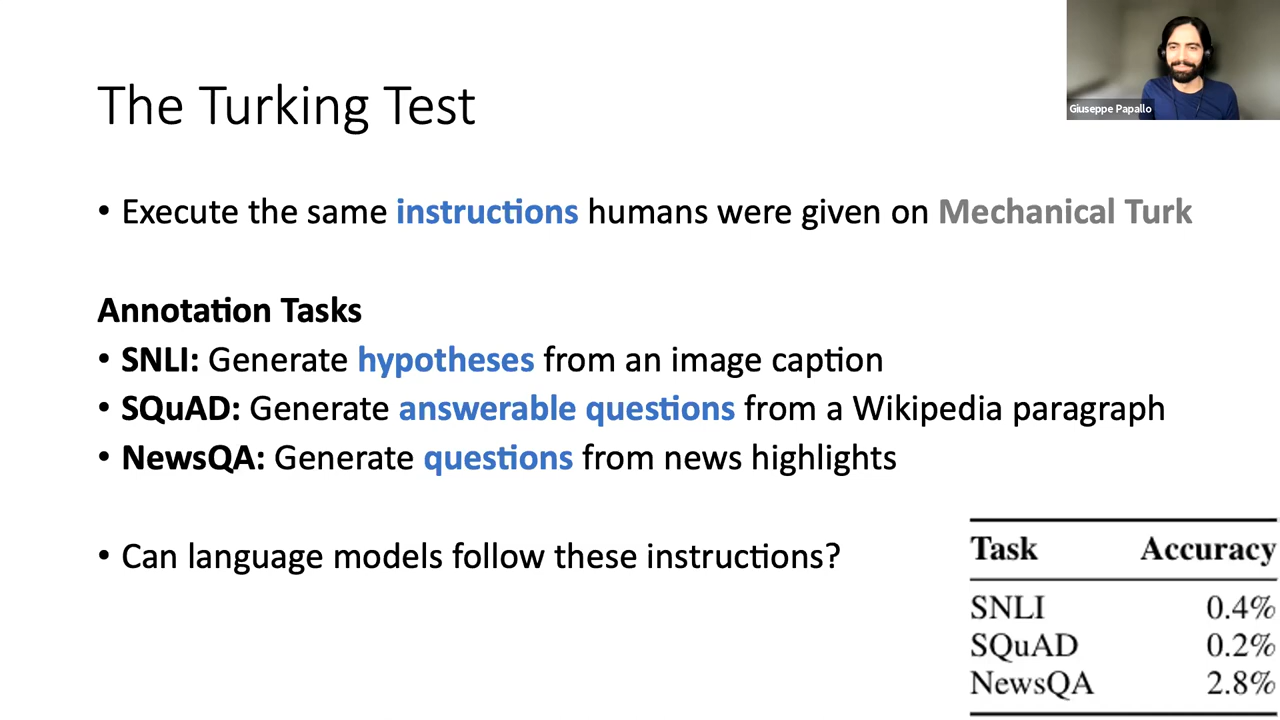 The Turking Test
Giuseppe Papallo
• Execute the same instructions humans were given on Mechanical Turk
Annotation Tasks
• SNLI: Generate hypotheses from an image caption
• SQuAD: Generate answerable questions from a Wikipedia paragraph
• NewsQA: Generate questions from news highlights
• Can language models follow these instructions?
Task Accuracy
SNLI 0.4%
SQuAD 0.2%
NewsQA 2.8%